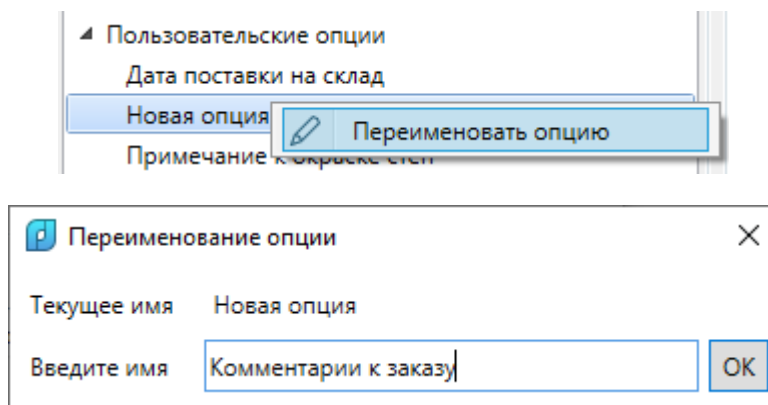 Пользовательские опции
Дата поставки на склад
Новая опция
Переименовать опцию
Примечание к окраске стен
Переименование опции
Текущее имя Новая опция
Введите имя Комментарии к заказу OK